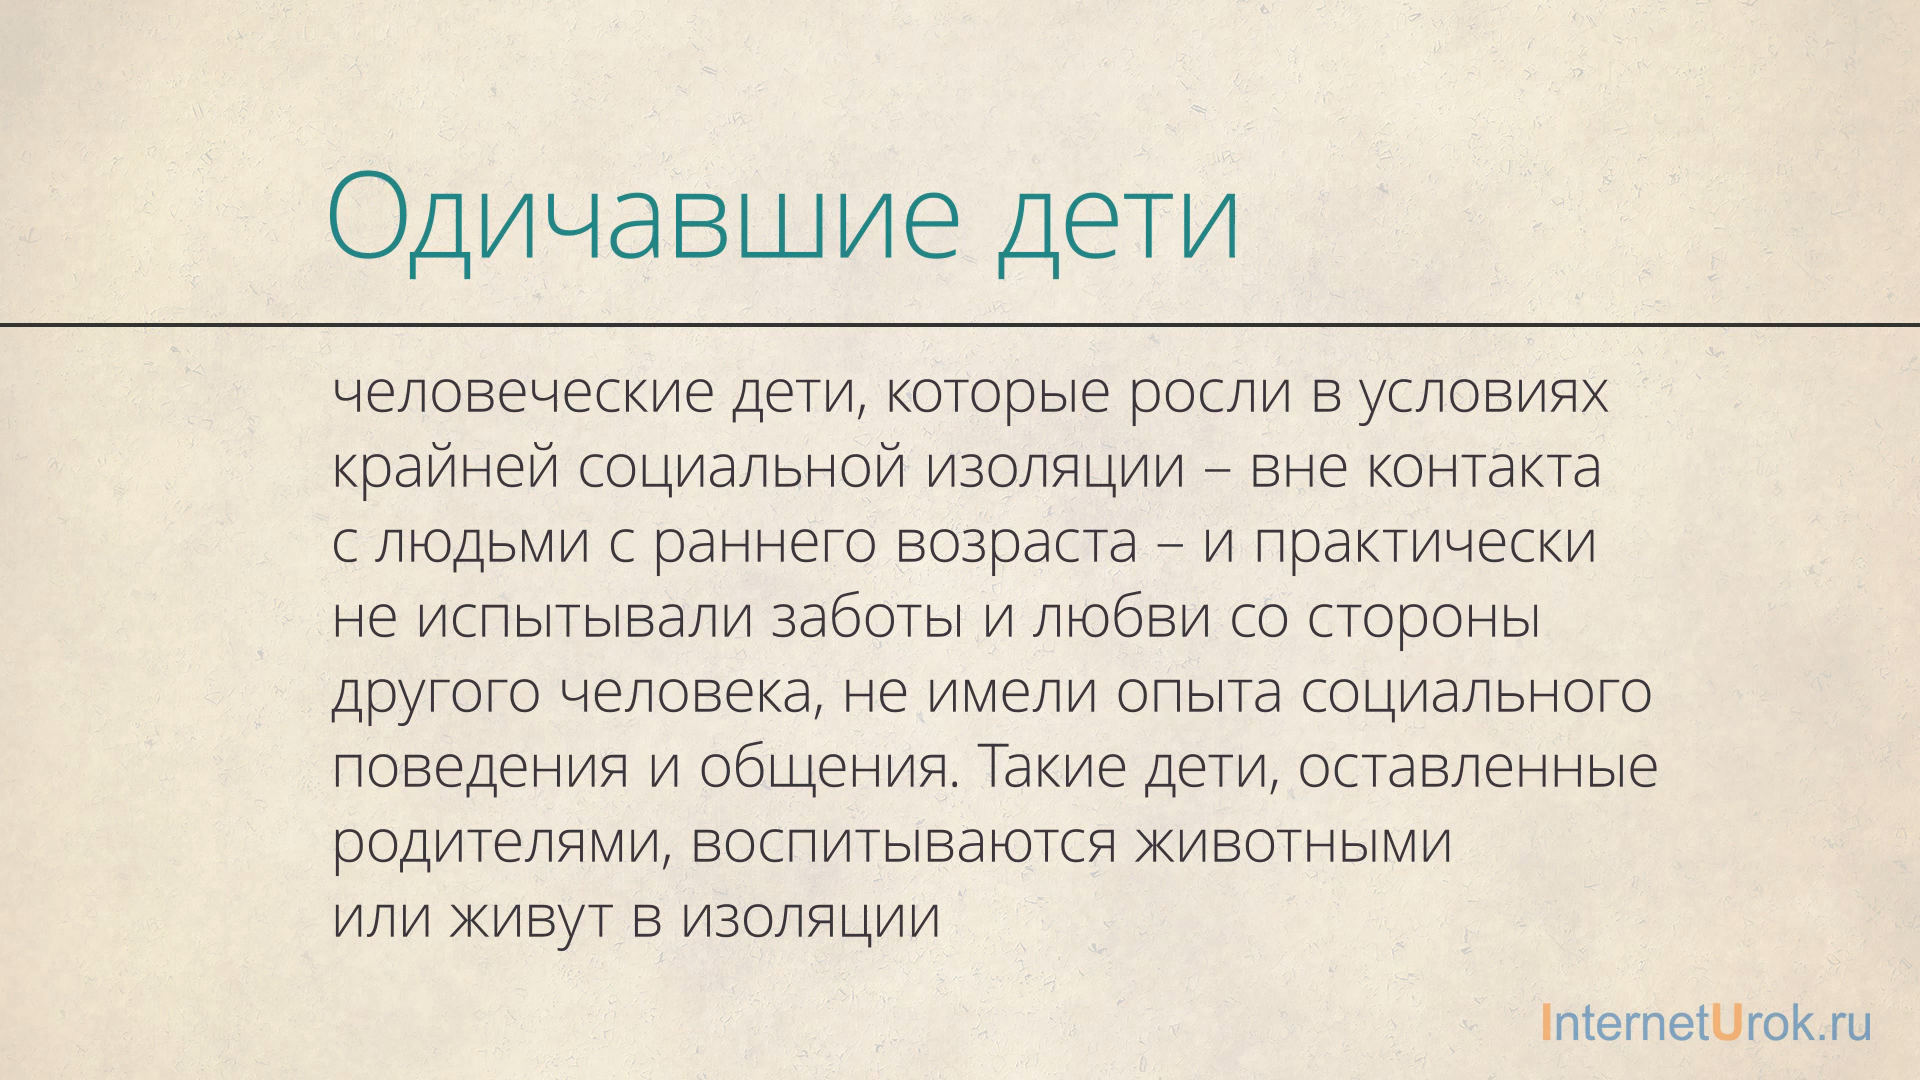 Одичавшие дети
человеческие дети, которые росли в условиях
крайней социальной изоляции – вне контакта
с людьми с раннего возраста – и практически
не испытывали заботы и любви со стороны
другого человека, не имели опыта социального
поведения и общения. Такие дети, оставленные
родителями, воспитываются животными
или живут в изоляции
InternetUrok.ru